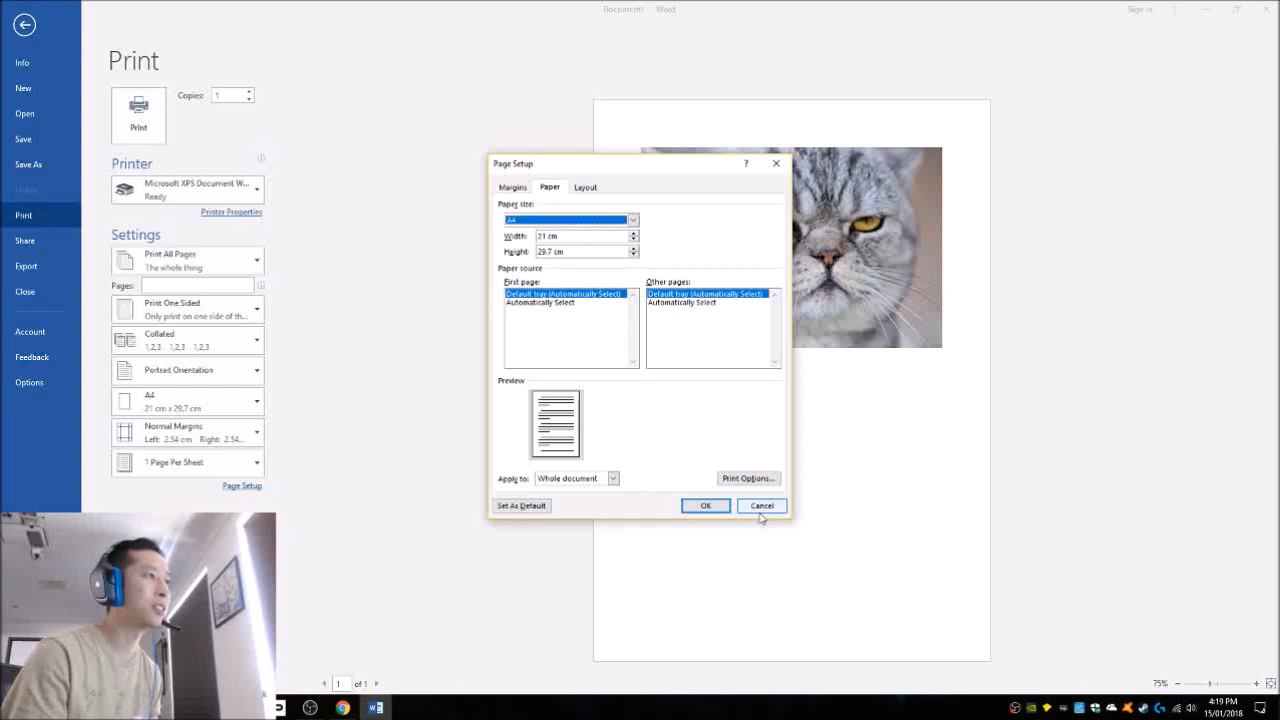 Document1 Word
Sign in
Info
New
Open
Save
Save As
Print
Share
Export
Close
Account
Feedback
Options
Print
Print
Copies: 1
Printer
Microsoft XPS Document W...
Ready
Printer Properties
Settings
Print All Pages
The whole thing
Pages:
Print One Sided
Only print on one side of th...
Collated
1,2,3 1,2,3 1,2,3
Portrait Orientation
A4
21 cm x 29.7 cm
Normal Margins
Left: 2.54 cm Right: 2.54...
1 Page Per Sheet
Page Setup
Page Setup
?
Margins Paper Layout
Paper size:
A4
Width: 21 cm
Height: 29.7 cm
Paper source
First page: Other pages:
Default tray (Automatically Select) Default tray (Automatically Select)
Automatically Select Automatically Select
Preview
Apply to: Whole document Print Options...
Set As Default OK Cancel
1 of 1
75%
4:19 PM
15/01/2018